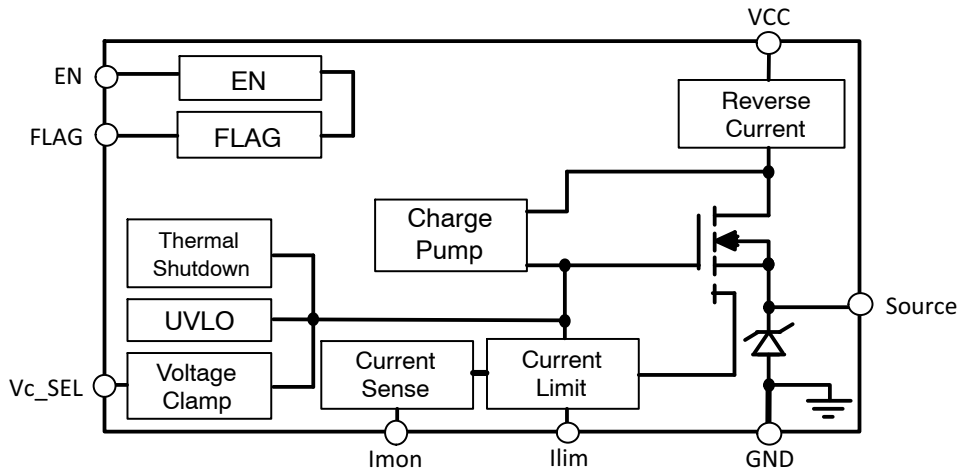 VCC
EN
EN
FLAG
FLAG
Reverse
Current
Charge
Pump
Thermal
Shutdown
UVLO
Source
Vc_SEL
Voltage
Clamp
Current
Sense
Current
Limit
Imon
Ilim
GND